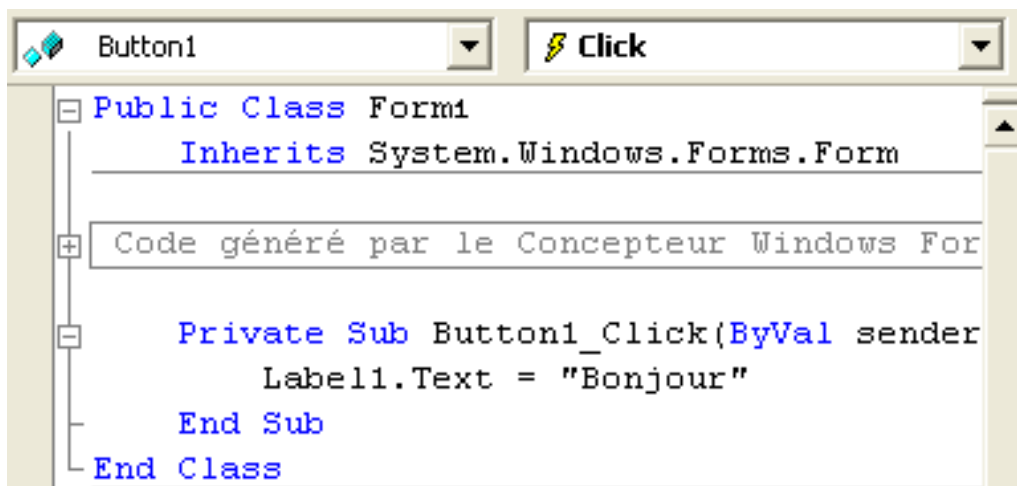 Button1 Click
Public Class Form1
Inherits System.Windows.Forms.Form
Code généré par le Concepteur Windows For
Private Sub Button1_Click(ByVal sender
Label1.Text = "Bonjour"
End Sub
End Class